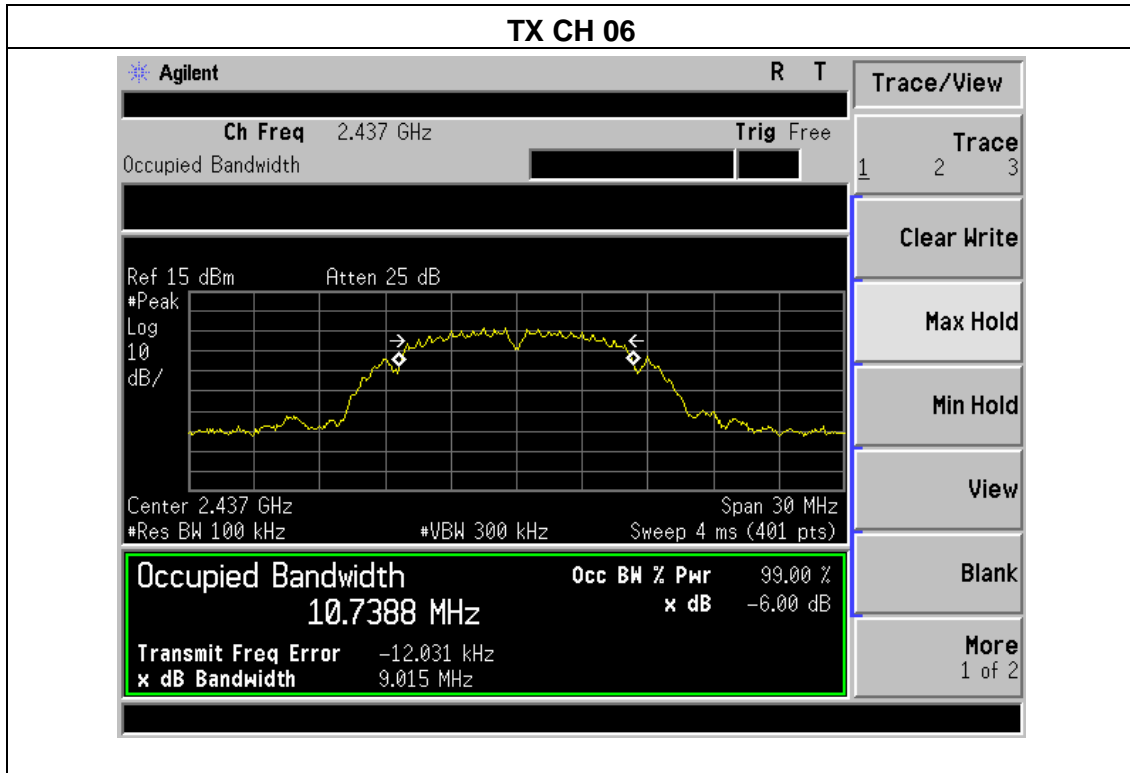 TX CH 06
Agilent R T
Trace/View
Ch Freq 2.437 GHz Trig Free
Occupied Bandwidth
Trace
1 2 3
Clear Write
Ref 15 dBm Atten 25 dB
#Peak
Log
10
dB/
Max Hold
Min Hold
View
Center 2.437 GHz Span 30 MHz
#Res BW 100 kHz #VBW 300 kHz Sweep 4 ms (401 pts)
Occupied Bandwidth Occ BW % Pwr 99.00 %
10.7388 MHz x dB -6.00 dB
Blank
Transmit Freq Error -12.031 kHz
x dB Bandwidth 9.015 MHz
More
1 of 2